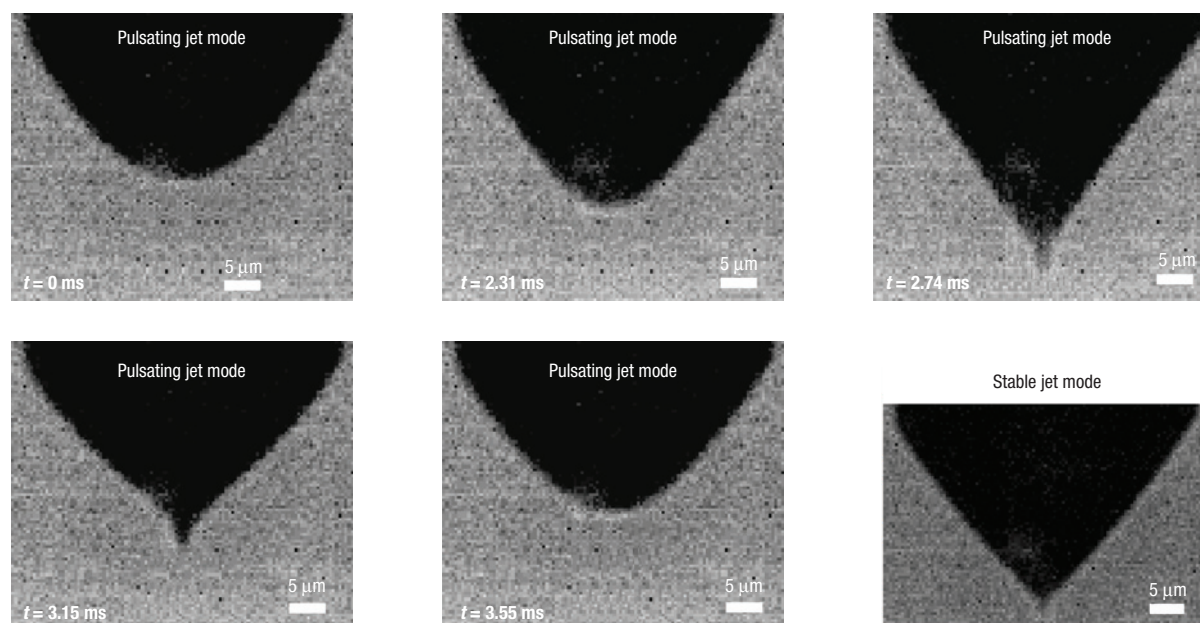 Pulsating jet mode
5 μm
t = 0 ms
Pulsating jet mode
5 μm
t = 2.31 ms
Pulsating jet mode
5 μm
t = 2.74 ms
Pulsating jet mode
5 μm
t = 3.15 ms
Pulsating jet mode
5 μm
t = 3.55 ms
Stable jet mode
5 μm